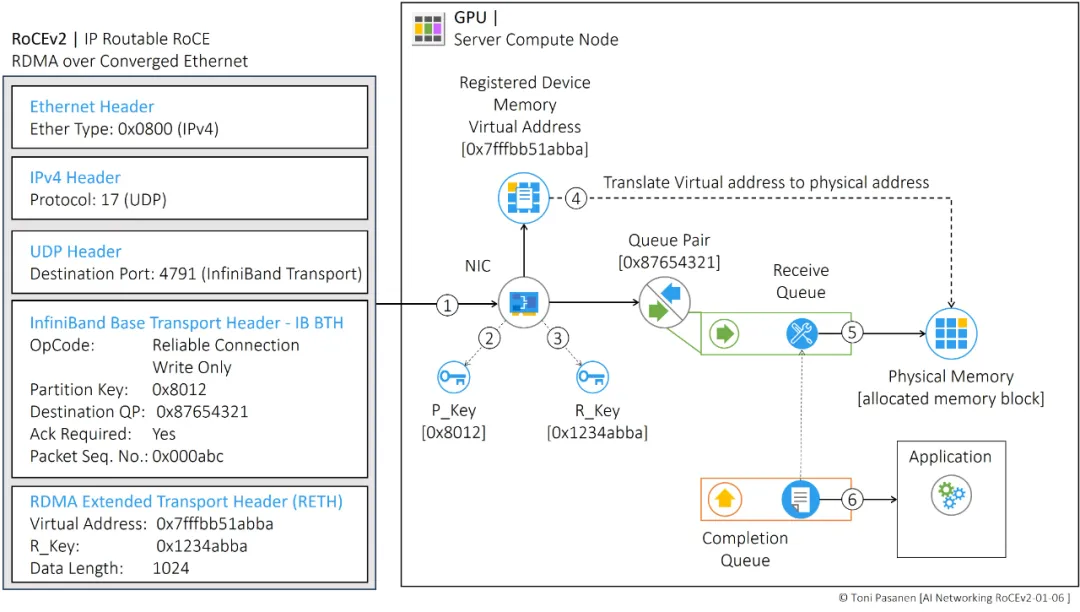 RoCEv2 | IP Routable RoCE
RDMA over Converged Ethernet
Ethernet Header
Ether Type: 0x0800 (IPv4)
IPv4 Header
Protocol: 17 (UDP)
UDP Header
Destination Port: 4791 (InfiniBand Transport)
InfiniBand Base Transport Header - IB BTH
OpCode: Reliable Connection
Write Only
Partition Key: 0x8012
Destination QP: 0x87654321
Ack Required: Yes
Packet Seq. No.: 0x000abc
RDMA Extended Transport Header (RETH)
Virtual Address: 0x7fffbb51abba
R_Key: 0x1234abba
Data Length: 1024
GPU |
Server Compute Node
Registered Device
Memory
Virtual Address
[0x7fffbb51abba]
4
Translate Virtual address to physical address
NIC
1
2
3
P_Key
[0x8012]
R_Key
[0x1234abba]
Queue Pair
[0x87654321]
Receive
Queue
5
Physical Memory
[allocated memory block]
Completion
Queue
6
Application
© Toni Pasanen [AI Networking RoCEv2-01-06 ]